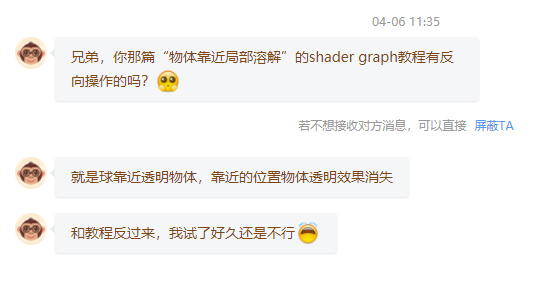 04-06 11:35
兄弟，你那篇“物体靠近局部溶解”的shader graph教程有反
向操作的吗？
若不想接收对方消息，可以直接 屏蔽TA
就是球靠近透明物体，靠近的位置物体透明效果消失
和教程反过来，我试了好久还是不行